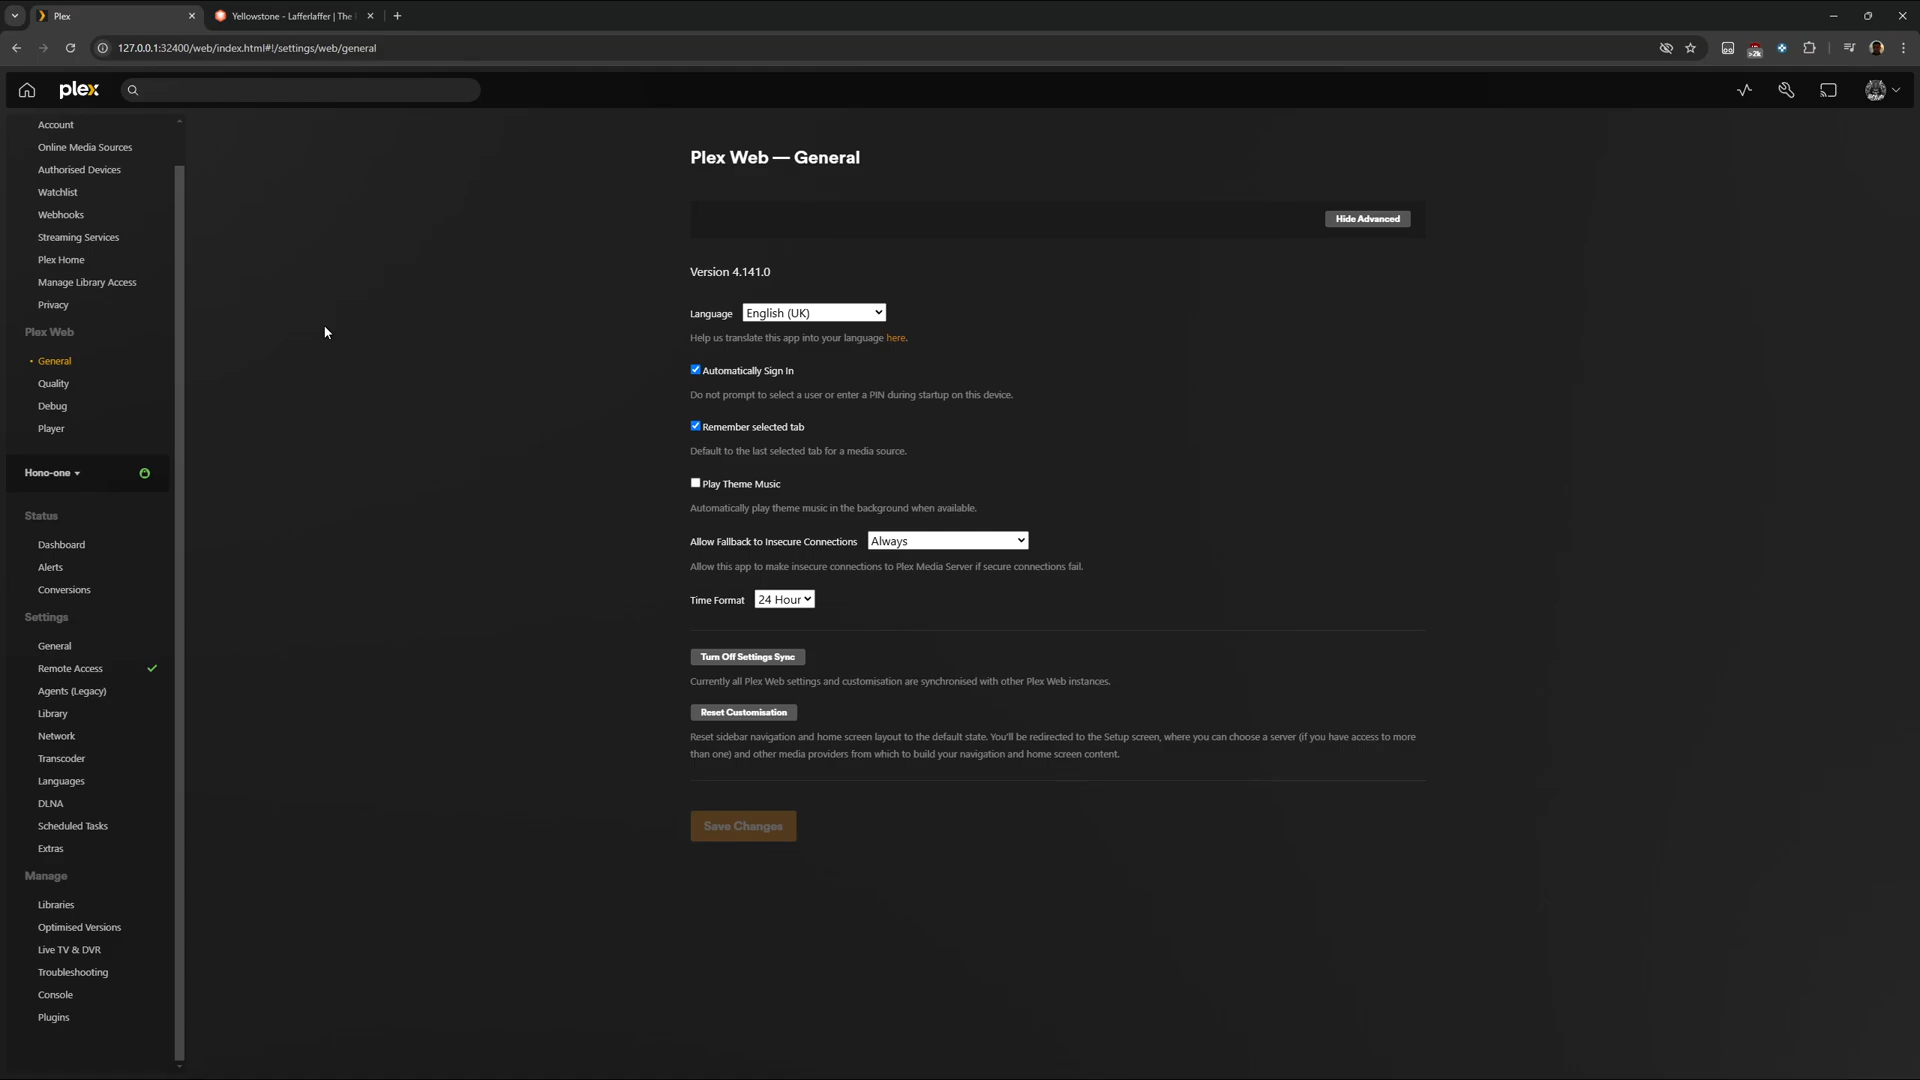 Plex
Yellowstone - Lafferlaffer | The
127.0.0.1:32400/web/index.html#!/settings/web/general
>2k
plex
Account
Online Media Sources
Authorised Devices
Watchlist
Webhooks
Streaming Services
Plex Home
Manage Library Access
Privacy
Plex Web
General
Quality
Debug
Player
Hono-one
Status
Dashboard
Alerts
Conversions
Settings
General
Remote Access
Agents (Legacy)
Library
Network
Transcoder
Languages
DLNA
Scheduled Tasks
Extras
Manage
Libraries
Optimised Versions
Live TV & DVR
Troubleshooting
Console
Plugins
Plex Web — General
Hide Advanced
Version 4.141.0
Language English (UK)
Help us translate this app into your language here.
Automatically Sign In
Do not prompt to select a user or enter a PIN during startup on this device.
Remember selected tab
Default to the last selected tab for a media source.
Play Theme Music
Automatically play theme music in the background when available.
Allow Fallback to Insecure Connections Always
Allow this app to make insecure connections to Plex Media Server if secure connections fail.
Time Format 24 Hour
Turn Off Settings Sync
Currently all Plex Web settings and customisation are synchronised with other Plex Web instances.
Reset Customisation
Reset sidebar navigation and home screen layout to the default state. You'll be redirected to the Setup screen, where you can choose a server (if you have access to more
than one) and other media providers from which to build your navigation and home screen content.
Save Changes